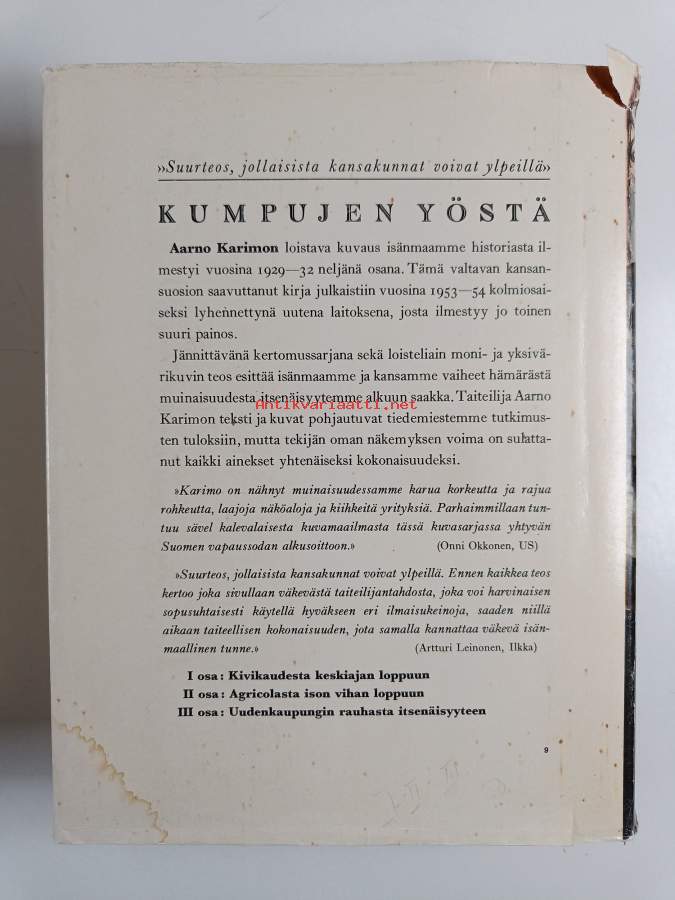 »Suurteos, jollaisista kansakunnat voivat ylpeillä»
KUMPUJEN YÖSTÄ
Aarno Karimon loistava kuvaus isänmaamme historiasta il-
mestyi vuosina 1929—32 neljänä osana. Tämä valtavan kansan-
suosion saavuttanut kirja julkaistiin vuosina 1953—54 kolmiosai-
seksi lyhennettynä uutena laitoksena, josta ilmestyy jo toinen
suuri painos.
Jännittävänä kertomussarjana sekä loisteliain moni- ja yksivä-
rikuvin teos esittää isänmaamme ja kansamme vaiheet hämärästä
muinaisuudesta itsenäisyytemme alkuun saakka. Taiteilija Aarno
Antikvariaatti.net
Karimon teksti ja kuvat pohjautuvat tiedemiestemme tutkimus-
ten tuloksiin, mutta tekijän oman näkemyksen voima on sulatta-
nut kaikki ainekset yhtenäiseksi kokonaisuudeksi.
»Karimo on nähnyt muinaisuudessamme karua korkeutta ja rajua
rohkeutta, laajoja näköaloja ja kiihkeitä yrityksiä. Parhaimmillaan tun-
tuu sävel kalevalaisesta kuvamaailmasta tässä kuvasarjassa yhtyvän
Suomen vapaussodan alkusoittoon.» (Onni Okkonen, US)
»Suurteos, jollaisista kansakunnat voivat ylpeillä. Ennen kaikkea teos
kertoo joka sivullaan väkevästä taiteilijantahdosta, joka voi harvinaisen
sopusuhtaisesti käytellä hyväkseen eri ilmaisukeinoja, saaden niillä
aikaan taiteellisen kokonaisuuden, jota samalla kannattaa väkevä isän-
maallinen tunne.» (Artturi Leinonen, Ilkka)
I osa: Kivikaudesta keskiajan loppuun
II osa: Agricolasta ison vihan loppuun
III osa: Uudenkaupungin rauhasta itsenäisyyteen
9